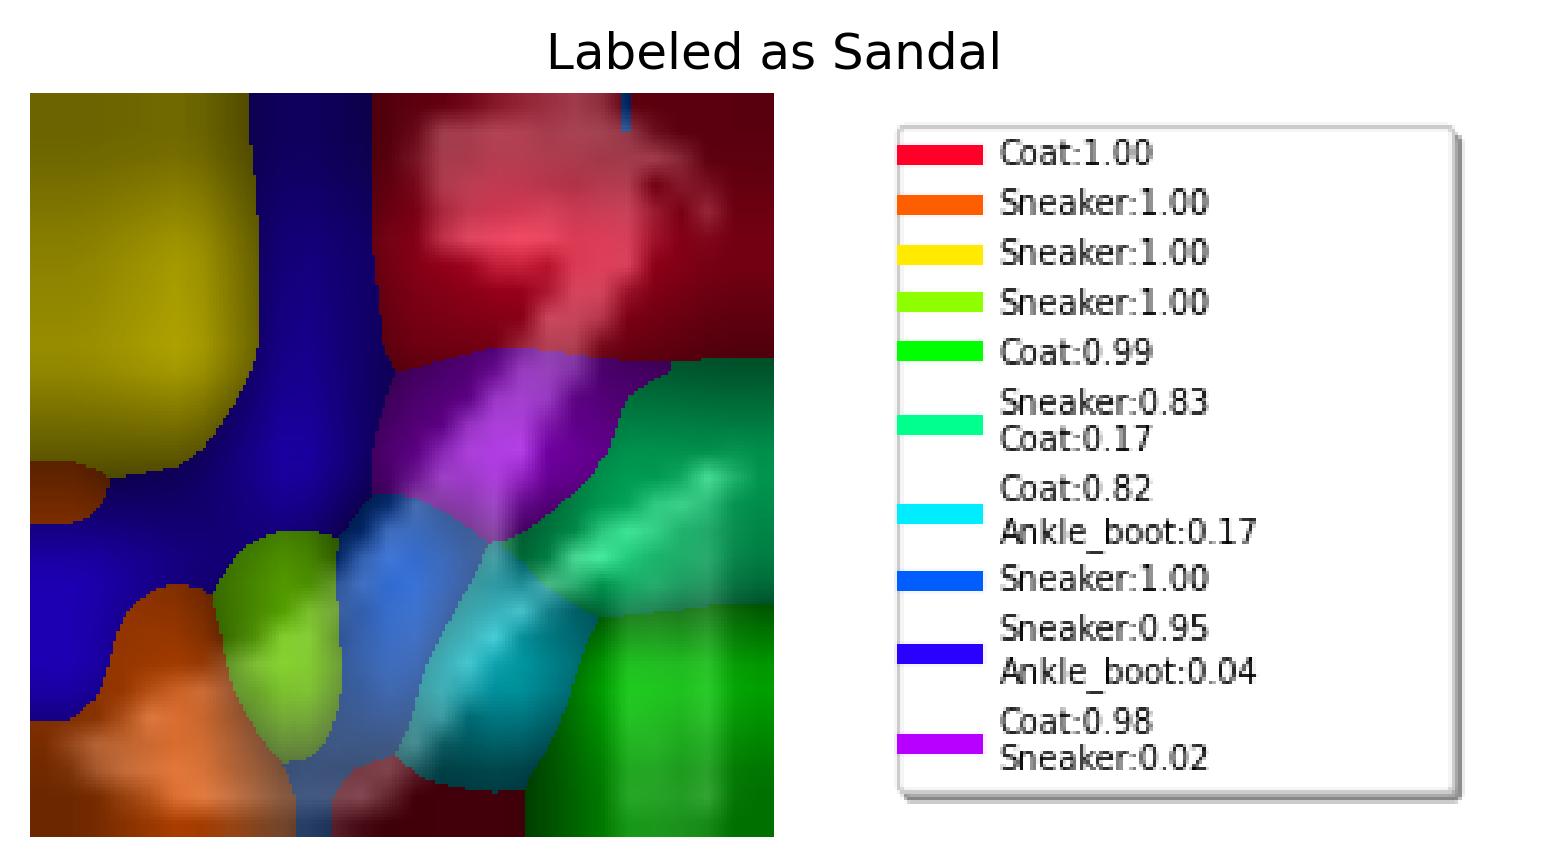 Labeled as Sandal
Coat:1.00
Sneaker:1.00
Sneaker:1.00
Sneaker:1.00
Coat:0.99
Sneaker:0.83
Coat:0.17
Coat:0.82
Ankle_boot:0.17
Sneaker:1.00
Sneaker:0.95
Ankle_boot:0.04
Coat:0.98
Sneaker:0.02